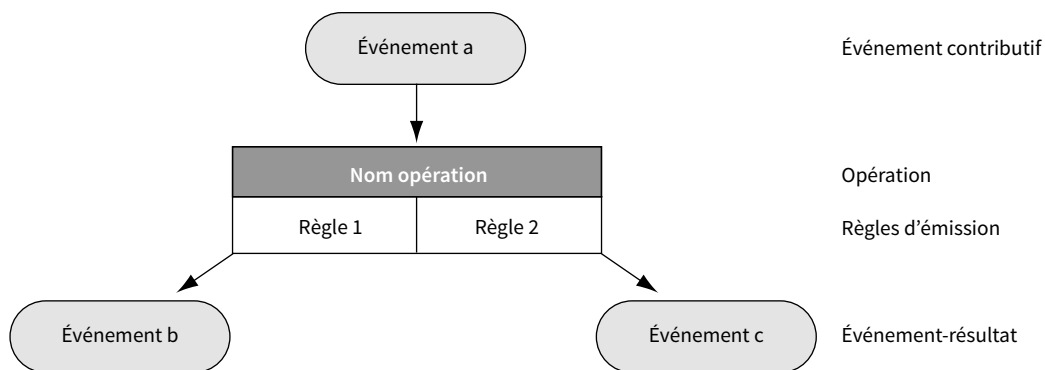 Événement a
Événement contributif
Nom opération
Opération
Règle 1
Règle 2
Règles d’émission
Événement b
Événement c
Événement-résultat